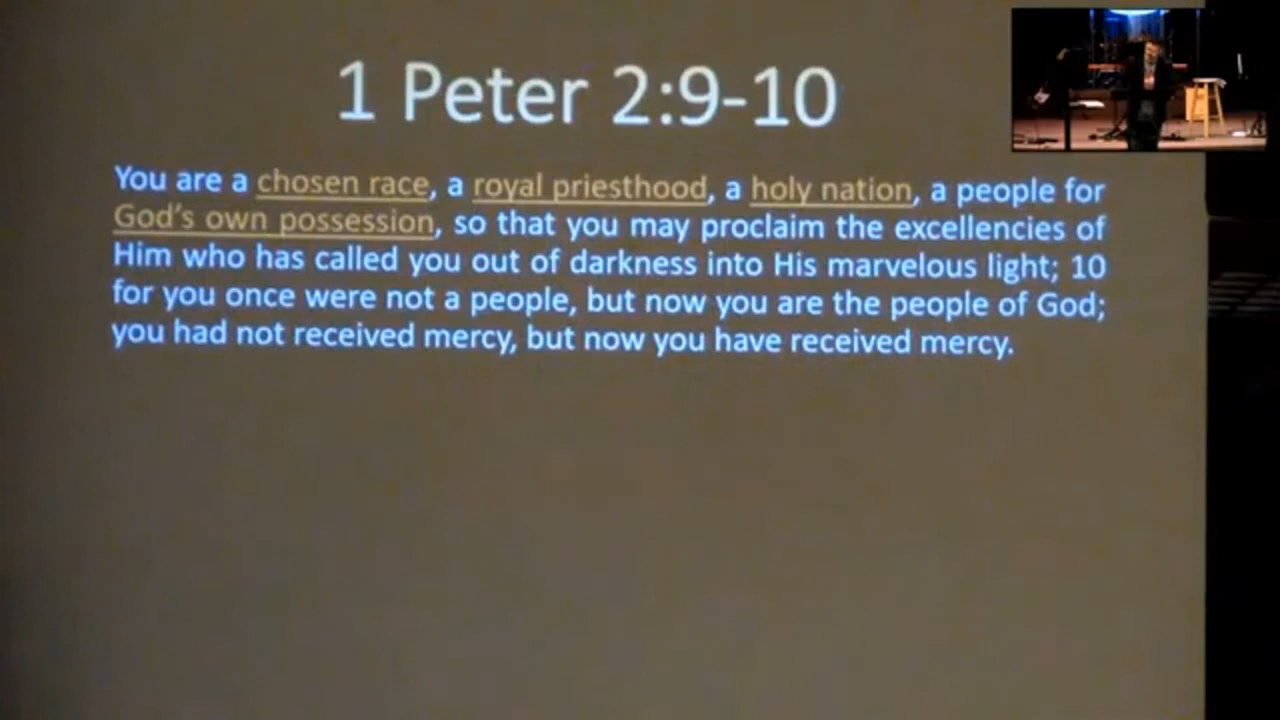 1 Peter 2:9-10
You are a chosen race, a royal priesthood, a holy nation, a people for
God's own possession, so that you may proclaim the excellencies of
Him who has called you out of darkness into His marvelous light; 10
for you once were not a people, but now you are the people of God;
you had not received mercy, but now you have received mercy.